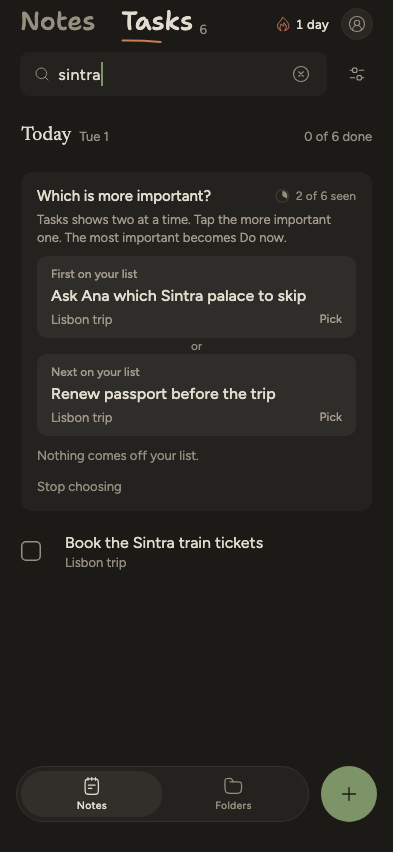 Notes Tasks 6 1 day
sintra
Today Tue 1 0 of 6 done
Which is more important? 2 of 6 seen
Tasks shows two at a time. Tap the more important
one. The most important becomes Do now.
First on your list
Ask Ana which Sintra palace to skip
Lisbon trip Pick
or
Next on your list
Renew passport before the trip
Lisbon trip Pick
Nothing comes off your list.
Stop choosing
Book the Sintra train tickets
Lisbon trip
Notes Folders